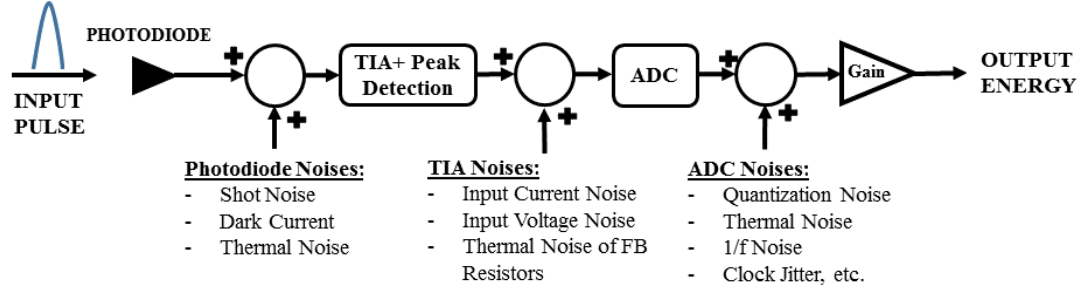 PHOTODIODE
INPUT
PULSE
TIA+ Peak
Detection
ADC
Gain
OUTPUT
ENERGY
Photodiode Noises:
- Shot Noise
- Dark Current
- Thermal Noise
TIA Noises:
- Input Current Noise
- Input Voltage Noise
- Thermal Noise of FB
Resistors
ADC Noises:
- Quantization Noise
- Thermal Noise
- 1/f Noise
- Clock Jitter, etc.